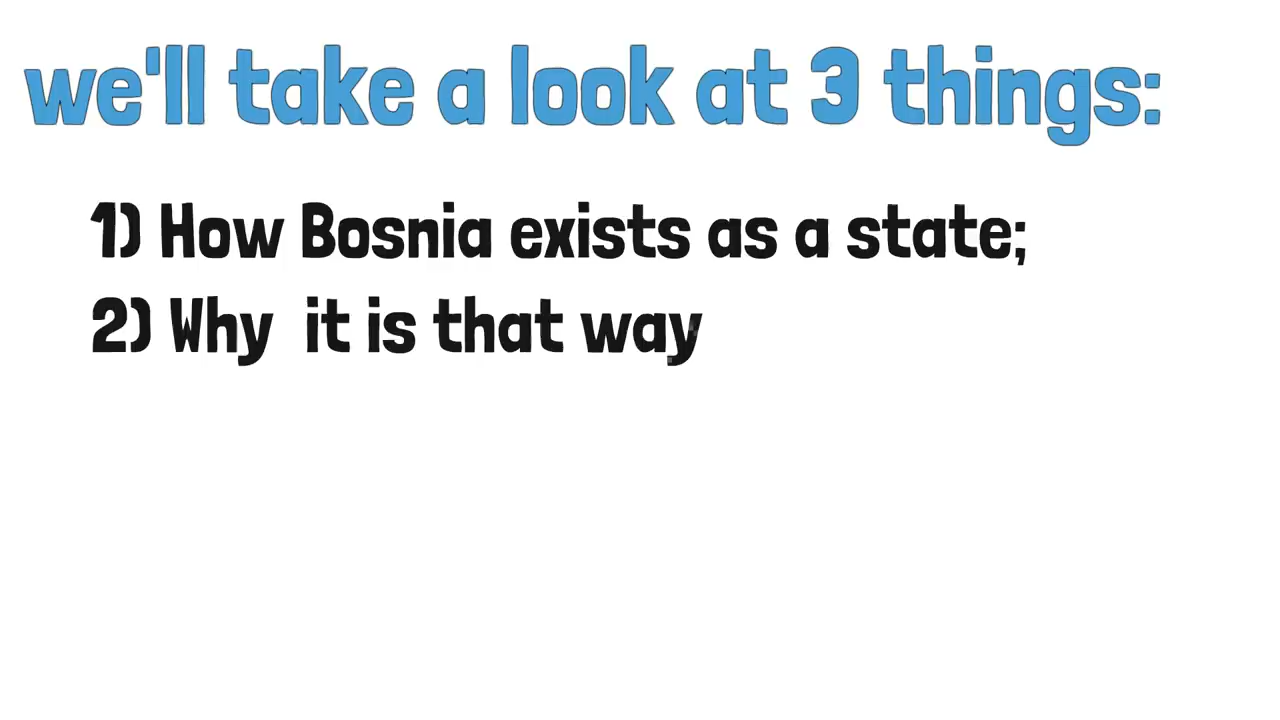 we'll take a look at 3 things:
1) How Bosnia exists as a state;
2) Why  it is that way